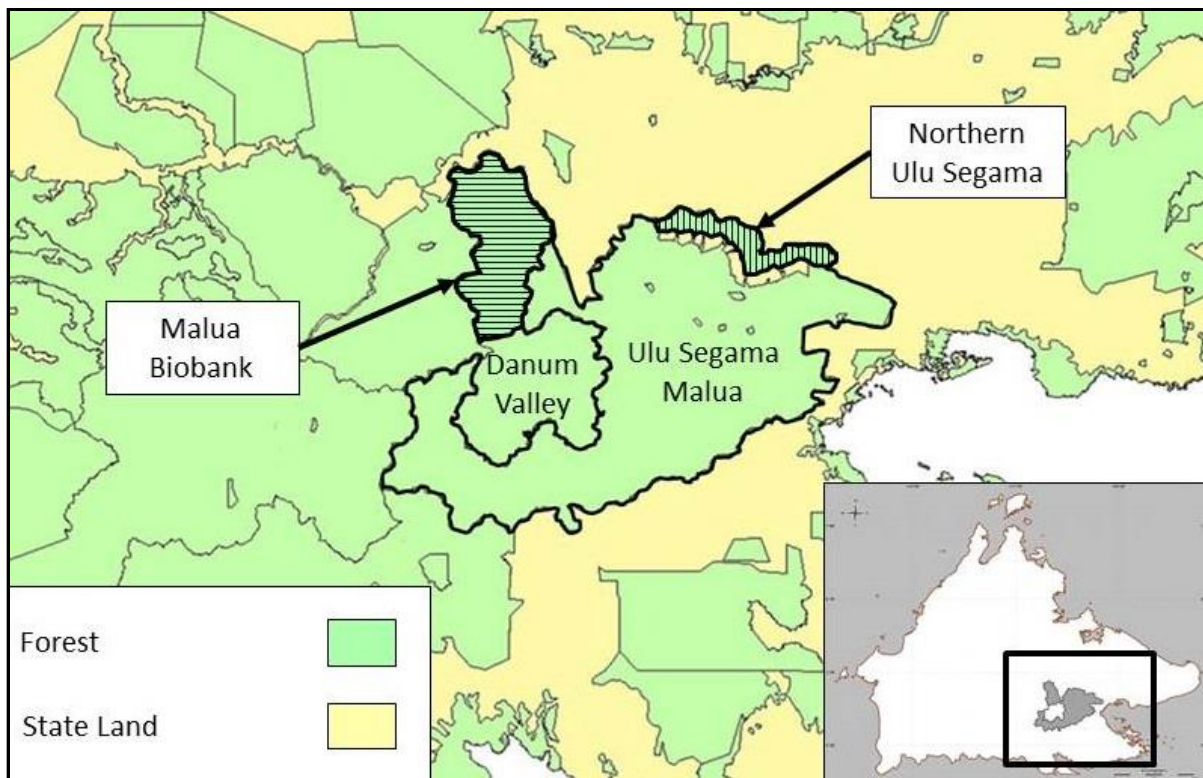 Northern
Ulu Segama
Malua
Biobank
Danum
Valley
Ulu Segama
Malua
Forest
State Land